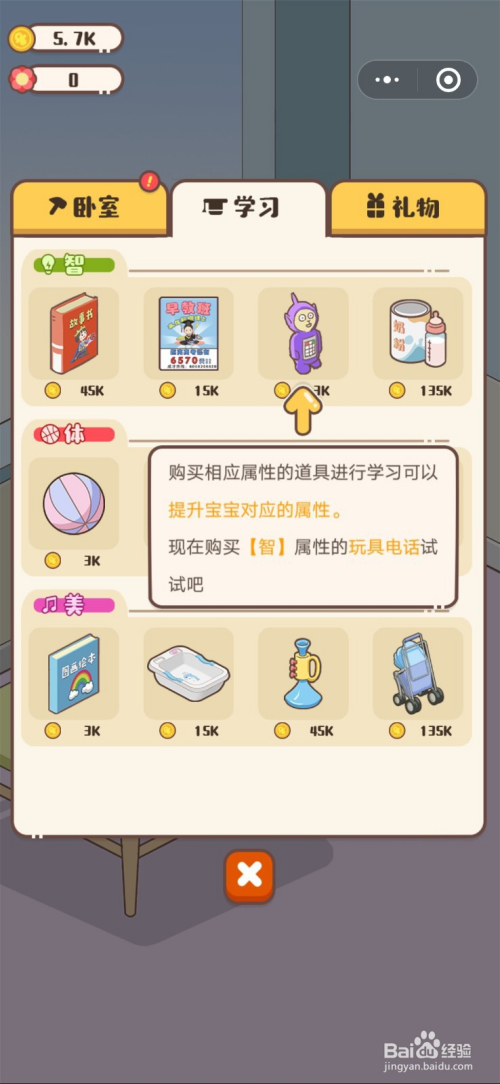 5.7K
0
卧室
学习
礼物
智
故事书
早教班
6570
奶粉
45K
15K
3K
135K
体
购买相应属性的道具进行学习可以
提升宝宝对应的属性。
现在购买【智】属性的玩具电话试
试吧
3K
美
图画绘本
3K
15K
45K
135K
Baidu经验
jingyan.baidu.com